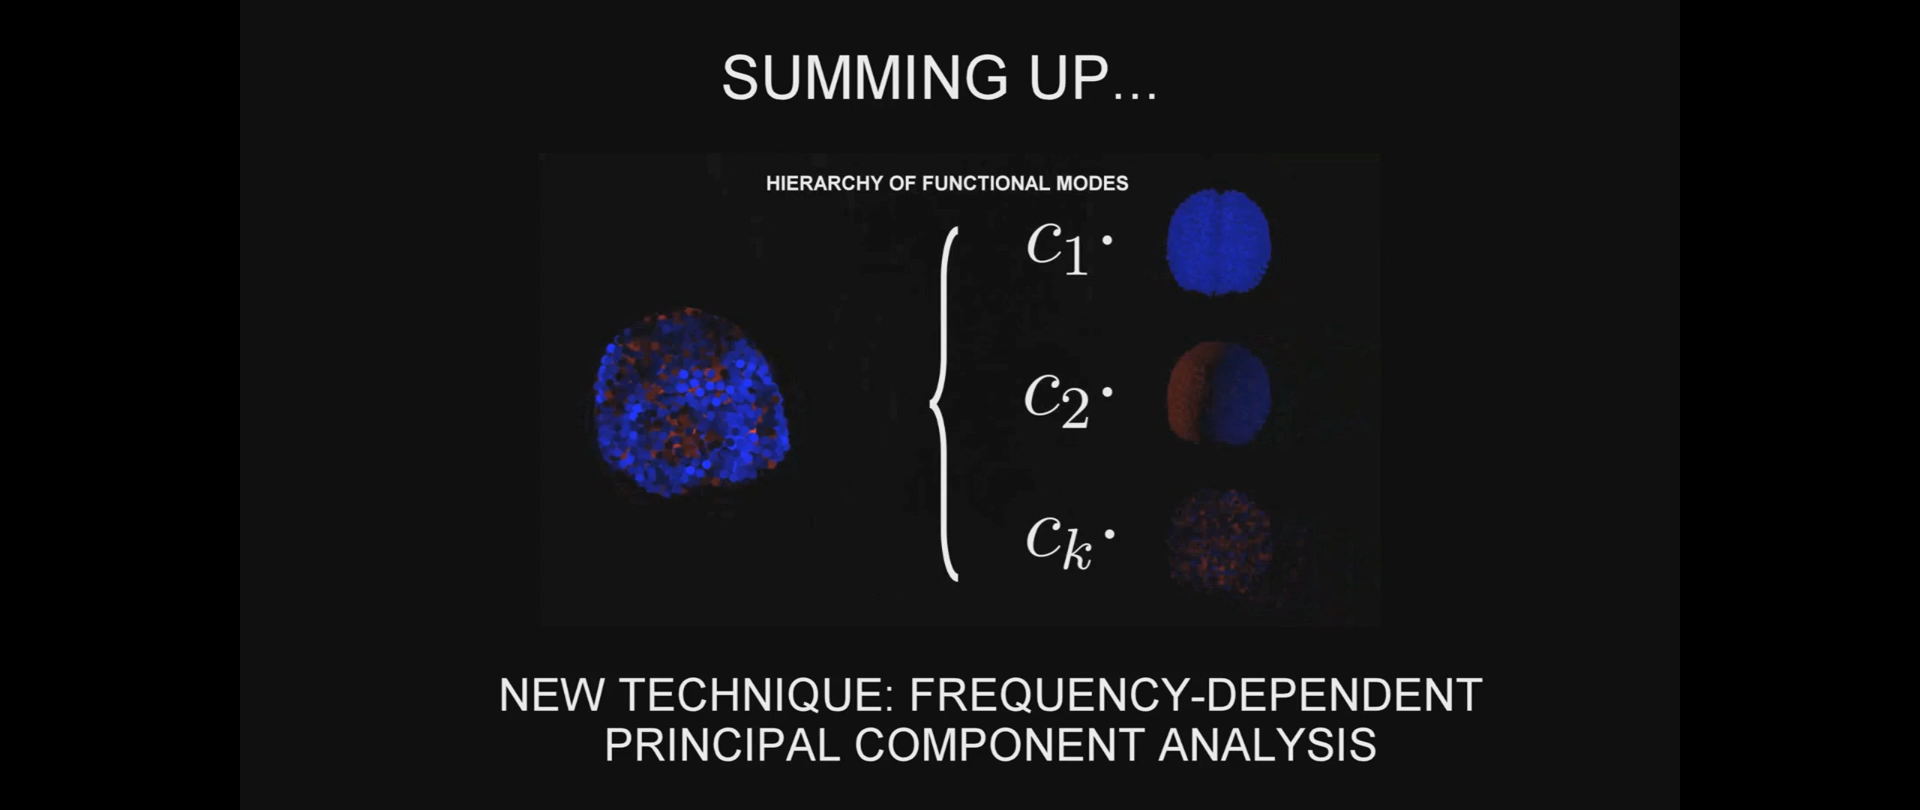 SUMMING UP...
HIERARCHY OF FUNCTIONAL MODES
c₁·
c₂·
cₖ·
NEW TECHNIQUE: FREQUENCY-DEPENDENT
PRINCIPAL COMPONENT ANALYSIS